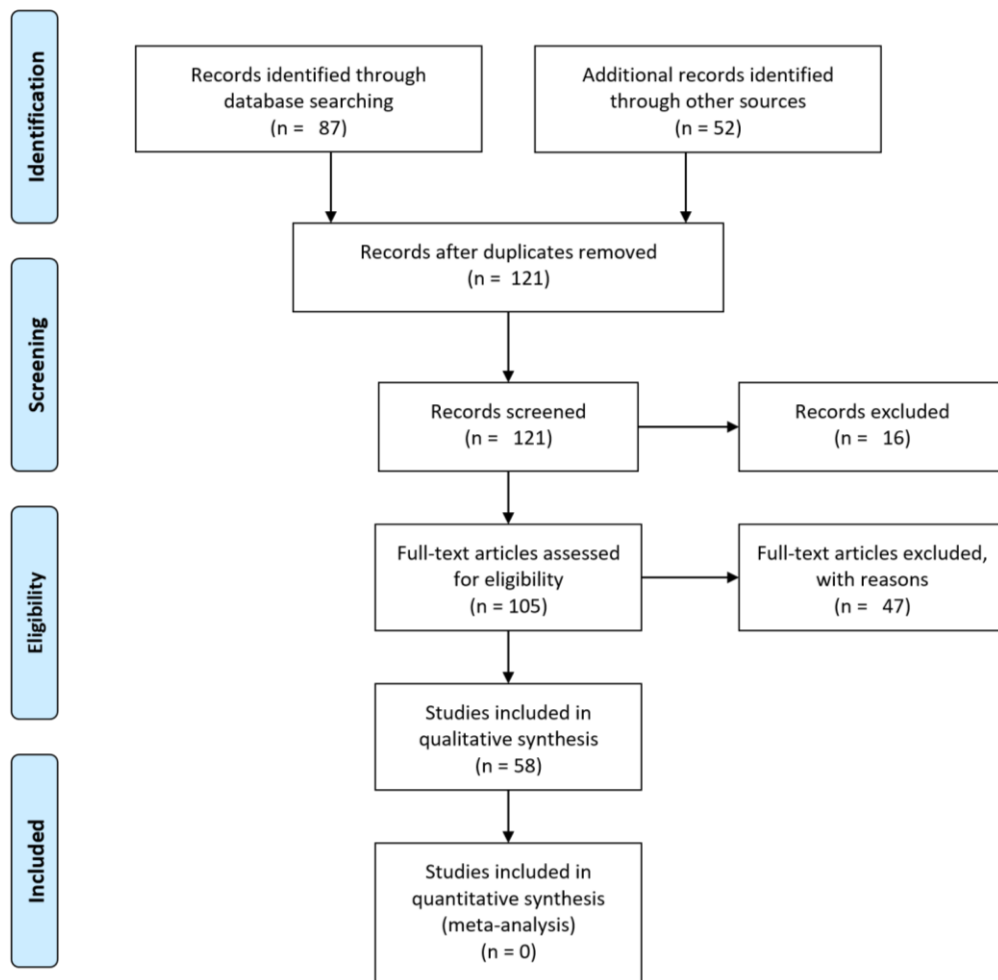 Identification
Records identified through
database searching
(n =   87)
Additional records identified
through other sources
(n = 52)
Records after duplicates removed
(n =  121)
Screening
Records screened
(n =   121)
Records excluded
(n =   16)
Eligibility
Full-text articles assessed
for eligibility
(n = 105)
Full-text articles excluded,
with reasons
(n =   47)
Studies included in
qualitative synthesis
(n = 58)
Included
Studies included in
quantitative synthesis
(meta-analysis)
(n = 0)